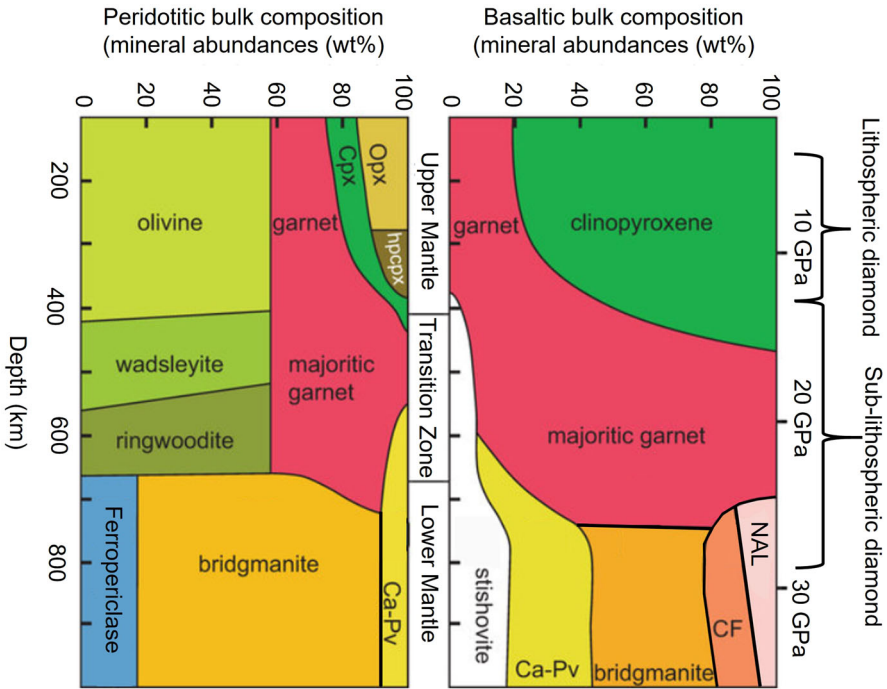 Peridotitic bulk composition
(mineral abundances (wt%)
Basaltic bulk composition
(mineral abundances (wt%)
0 20 40 60 80 100
0 20 40 60 80 100
200
400
600
800
Depth (km)
olivine
garnet
Cpx
Opx
hpcpx
wadsleyite
majoritic
garnet
ringwoodite
Ferropericlase
bridgmanite
Ca-Pv
Upper Mantle
Transition Zone
Lower Mantle
garnet
clinopyroxene
majoritic garnet
stishovite
Ca-Pv
bridgmanite
CF
NAL
10 GPa
20 GPa
30 GPa
Lithospheric diamond
Sub-lithospheric diamond